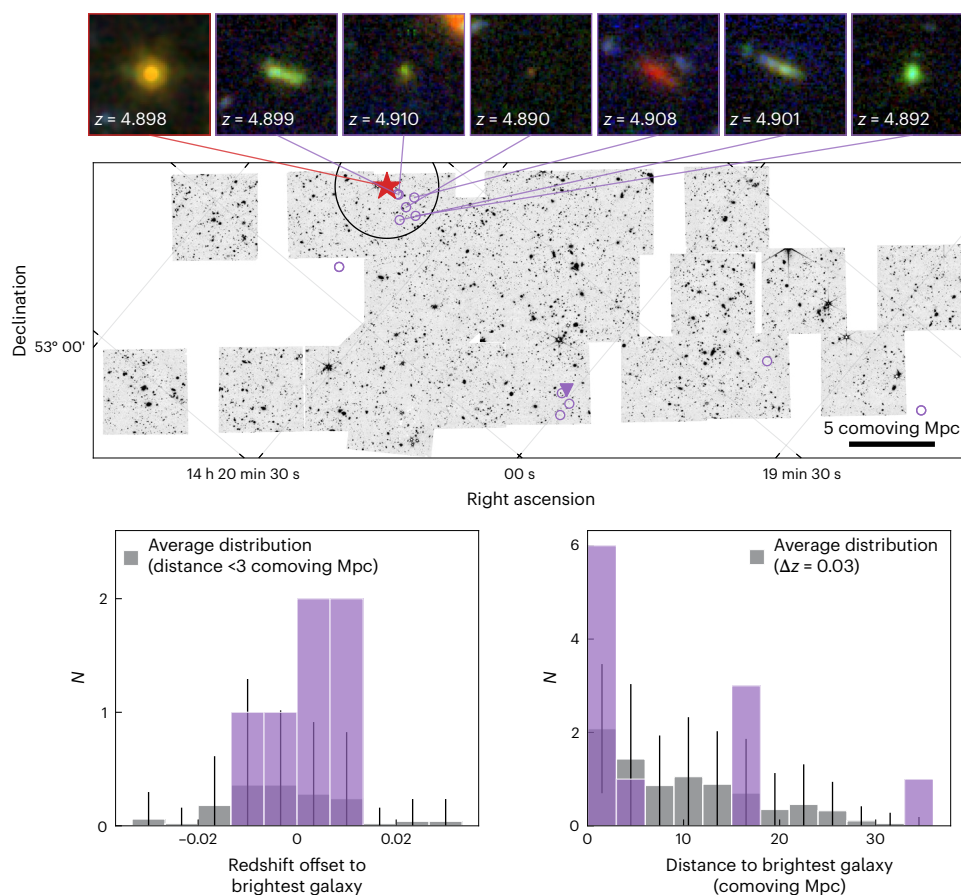 z = 4.898
z = 4.899
z = 4.910
z = 4.890
z = 4.908
z = 4.901
z = 4.892
Declination
53° 00′
5 comoving Mpc
14 h 20 min 30 s
00 s
19 min 30 s
Right ascension
Average distribution
(distance <3 comoving Mpc)
2
1
0
N
−0.02
0
0.02
Redshift offset to
brightest galaxy
Average distribution
(Δz = 0.03)
6
4
2
0
N
0
10
20
30
Distance to brightest galaxy
(comoving Mpc)